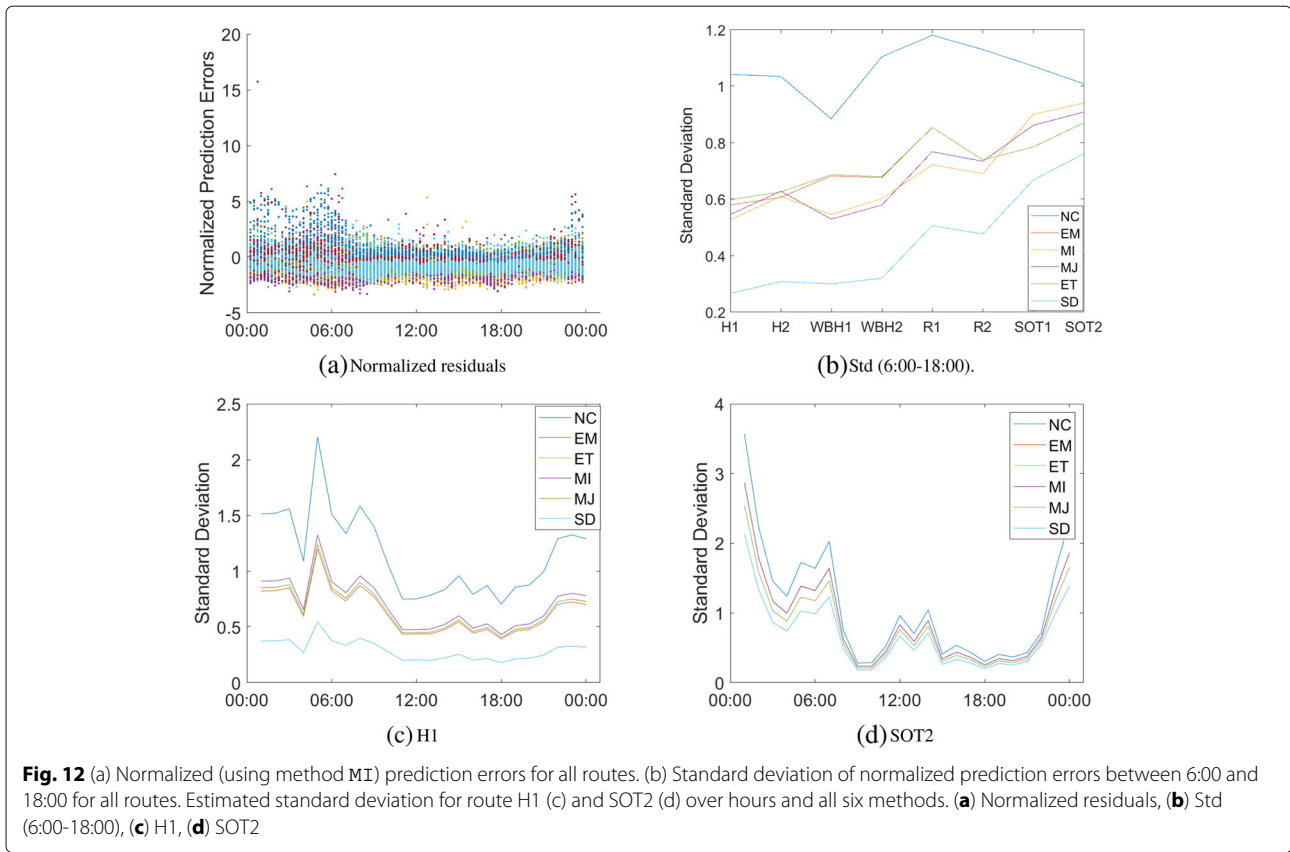 20
15
10
5
0
-5
Normalized Prediction Errors
00:00 06:00 12:00 18:00 00:00
(a) Normalized residuals
1.2
1
0.8
0.6
0.4
0.2
Standard Deviation
NC
EM
MI
MJ
ET
SD
H1 H2 WBH1 WBH2 R1 R2 SOT1 SOT2
(b) Std (6:00-18:00).
2.5
2
1.5
1
0.5
0
Standard Deviation
NC
EM
ET
MI
MJ
SD
00:00 06:00 12:00 18:00 00:00
(c) H1
4
3
2
1
0
Standard Deviation
NC
EM
ET
MI
MJ
SD
00:00 06:00 12:00 18:00 00:00
(d) SOT2
Fig. 12 (a) Normalized (using method MI) prediction errors for all routes. (b) Standard deviation of normalized prediction errors between 6:00 and
18:00 for all routes. Estimated standard deviation for route H1 (c) and SOT2 (d) over hours and all six methods. (a) Normalized residuals, (b) Std
(6:00-18:00), (c) H1, (d) SOT2